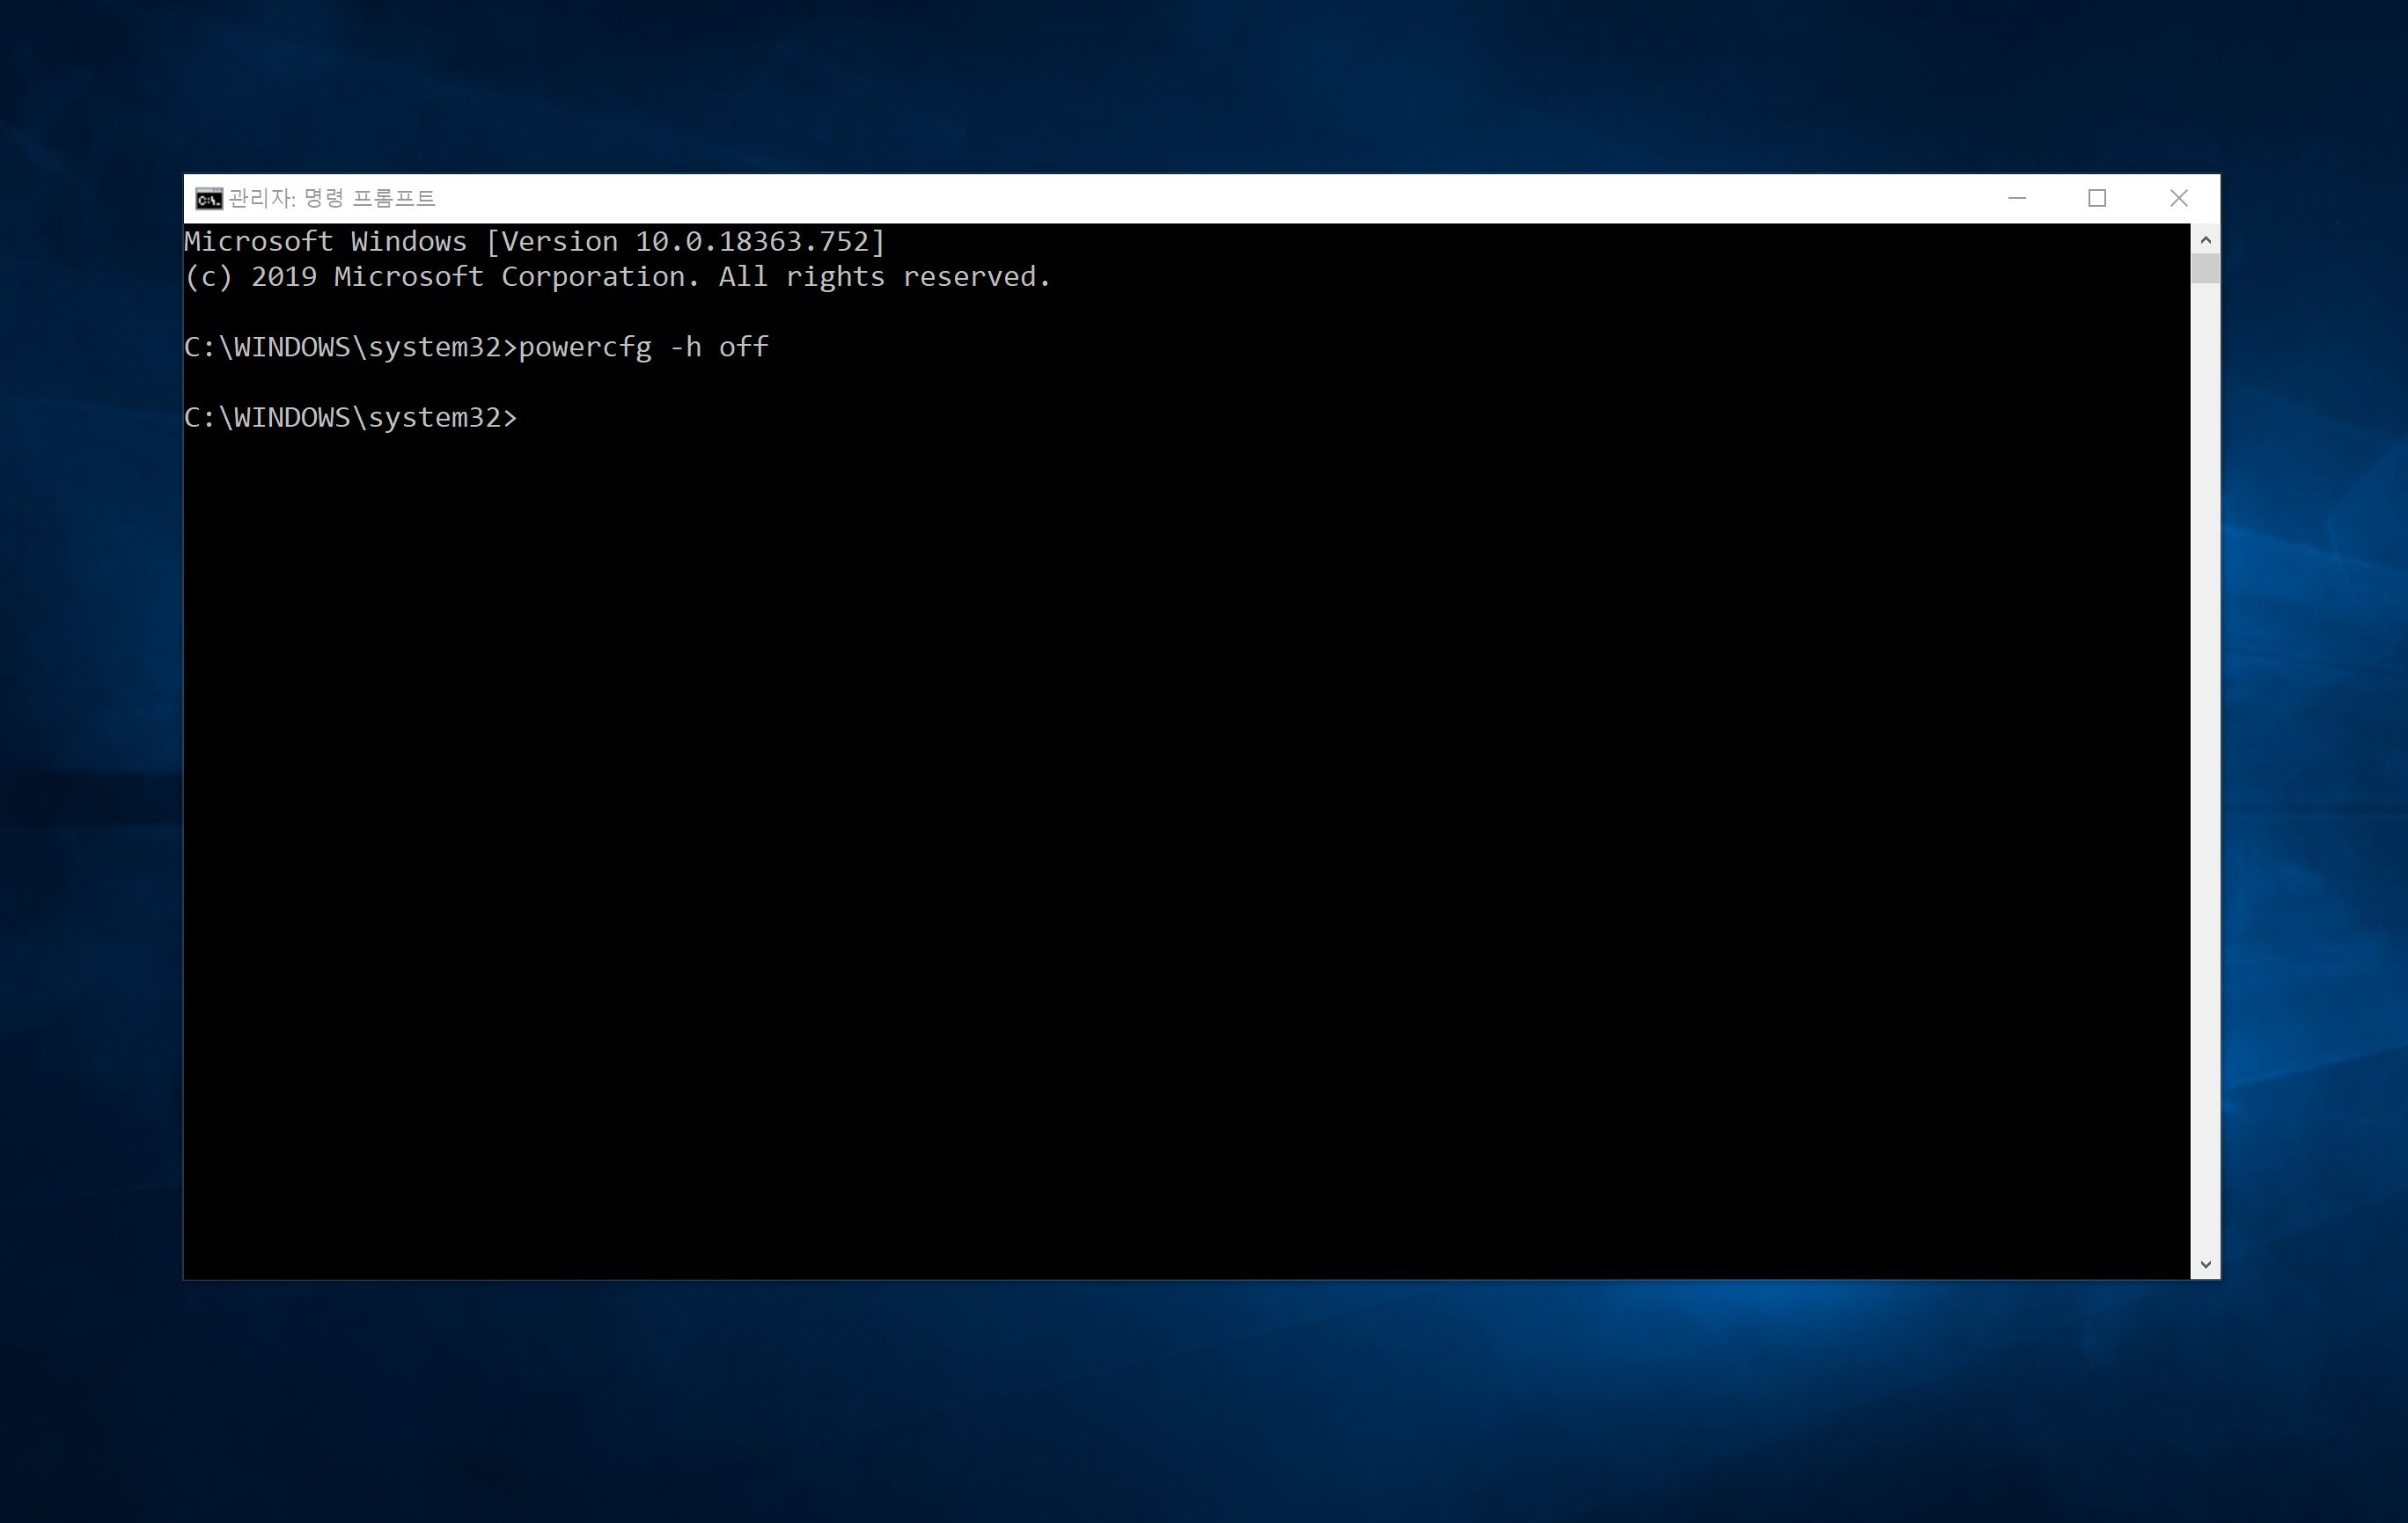 관리자: 명령 프롬프트
Microsoft Windows [Version 10.0.18363.752]
(c) 2019 Microsoft Corporation. All rights reserved.
C:\WINDOWS\system32>powercfg -h off
C:\WINDOWS\system32>